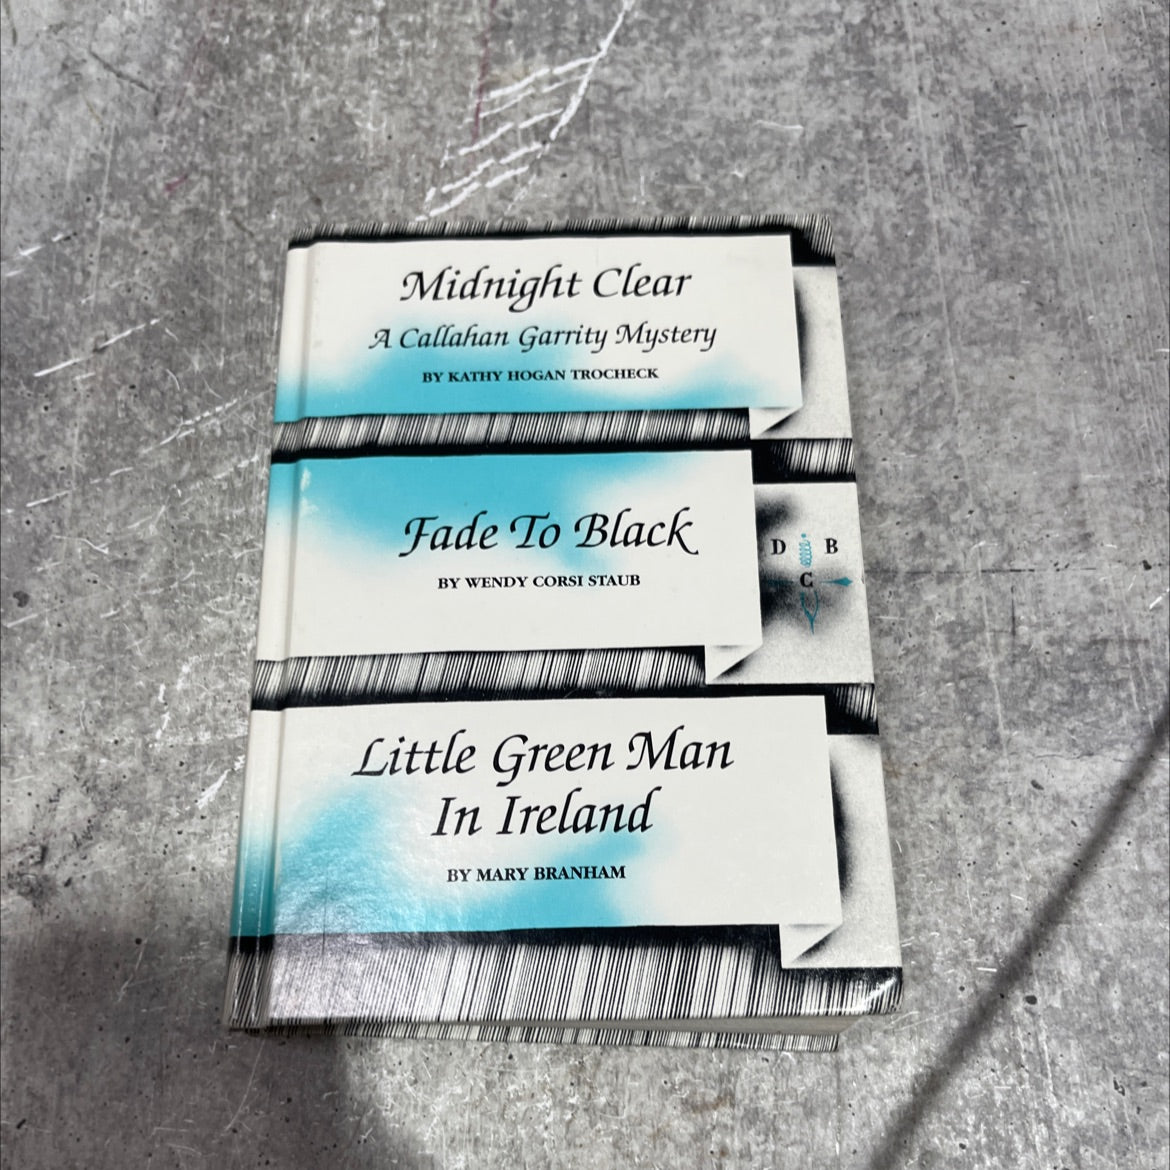 Midnight Clear
A Callahan Garrity Mystery
BY KATHY HOGAN TROCHECK
Fade To Black
BY WENDY CORSI STAUB
D B
C
Little Green Man
In Ireland
BY MARY BRANHAM